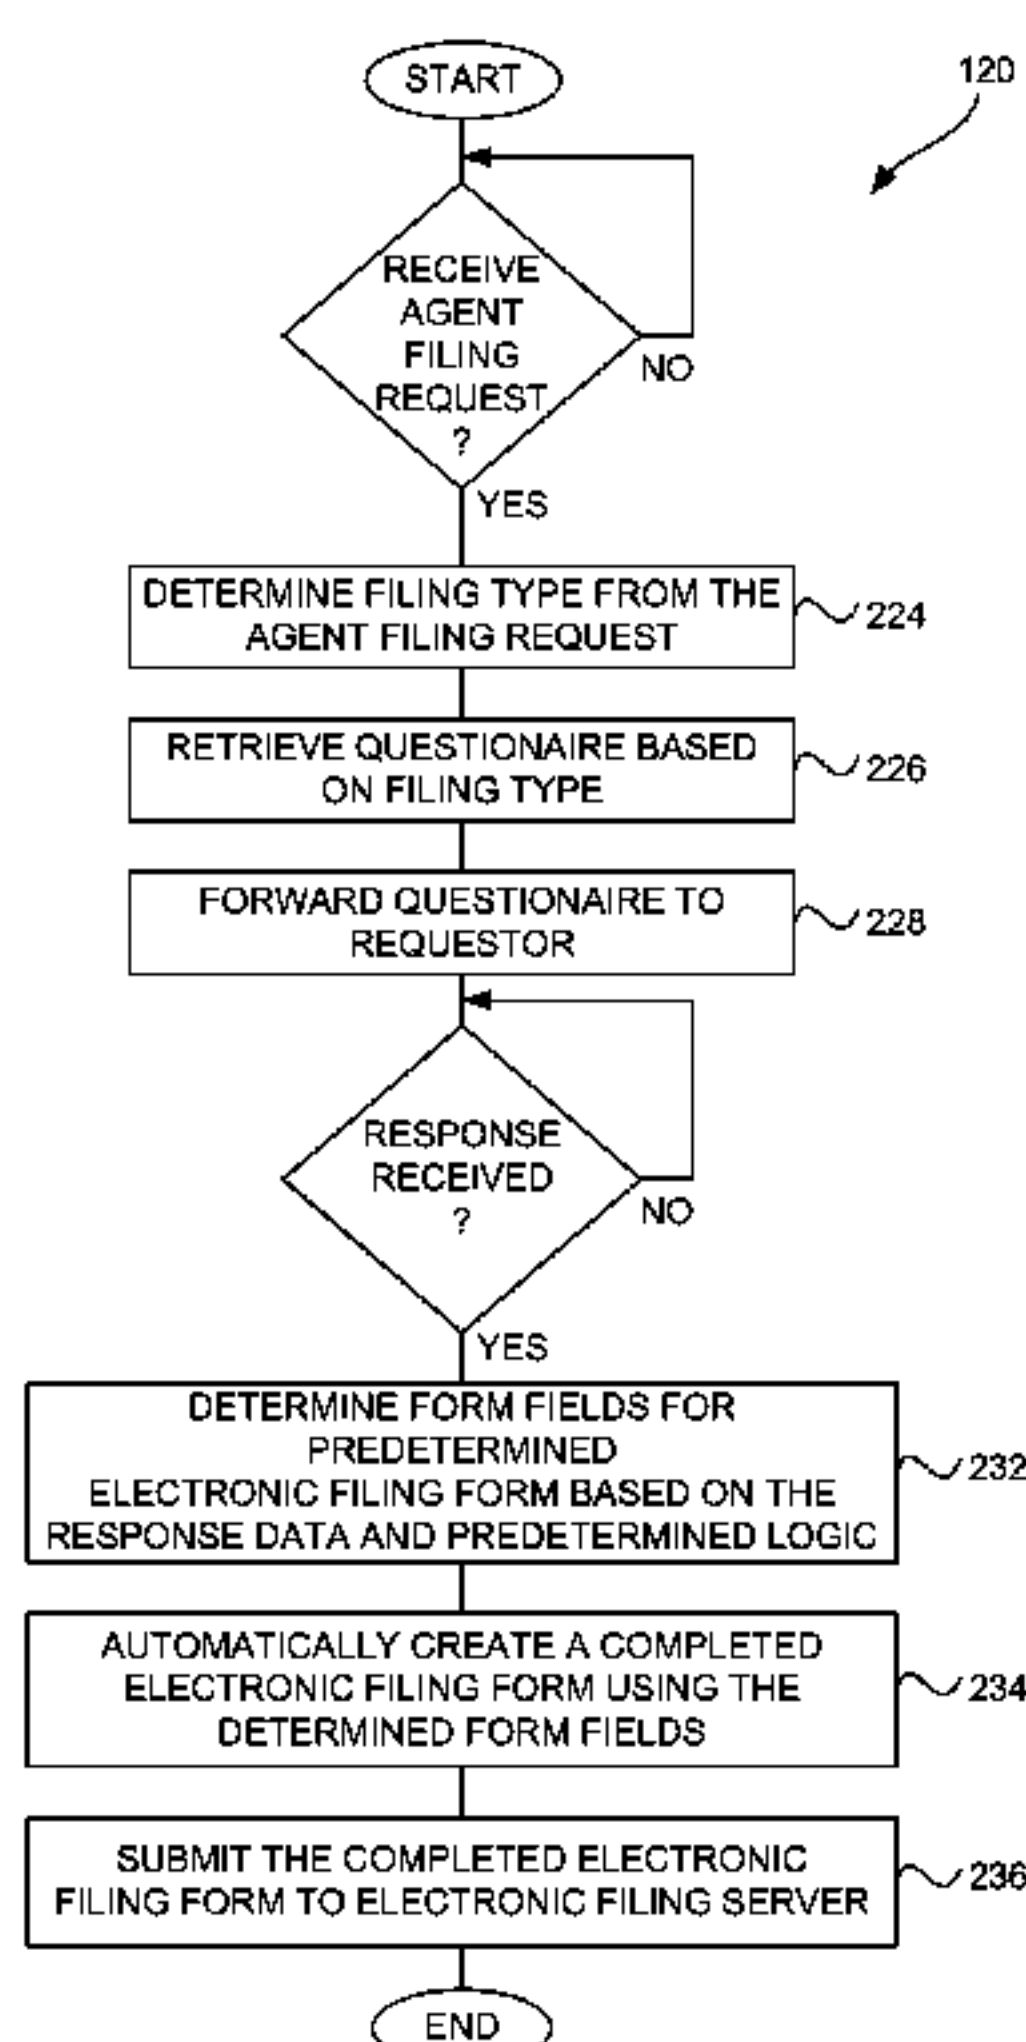 START
120
RECEIVE
AGENT
FILING
REQUEST
?
NO
YES
DETERMINE FILING TYPE FROM THE
AGENT FILING REQUEST
224
RETRIEVE QUESTIONAIRE BASED
ON FILING TYPE
226
FORWARD QUESTIONAIRE TO
REQUESTOR
228
RESPONSE
RECEIVED
?
NO
YES
DETERMINE FORM FIELDS FOR
PREDETERMINED
ELECTRONIC FILING FORM BASED ON THE
RESPONSE DATA AND PREDETERMINED LOGIC
232
AUTOMATICALLY CREATE A COMPLETED
ELECTRONIC FILING FORM USING THE
DETERMINED FORM FIELDS
234
SUBMIT THE COMPLETED ELECTRONIC
FILING FORM TO ELECTRONIC FILING SERVER
236
END